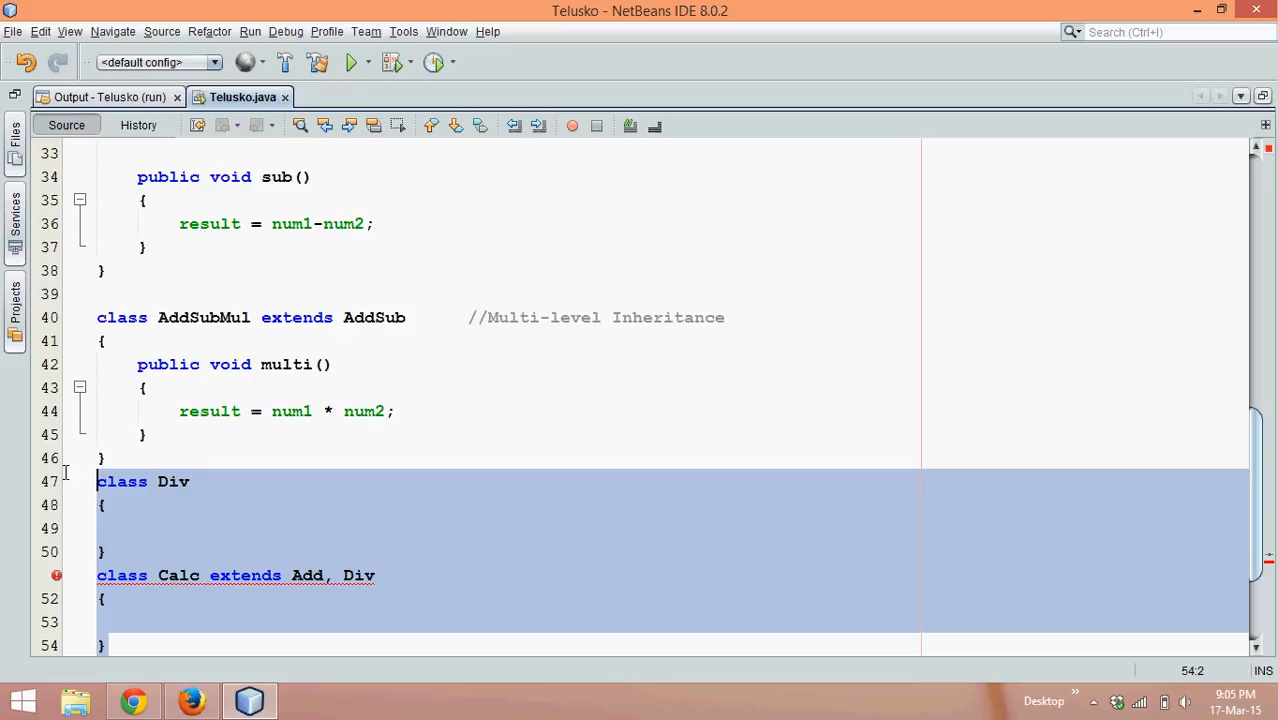 Telusko - NetBeans IDE 8.0.2
File Edit View Navigate Source Refactor Run Debug Profile Team Tools Window Help
Search (Ctrl+I)
<default config>
Output - Telusko (run) Telusko.java
Source History
Files
Services
Projects
33
34 public void sub()
35 {
36 result = num1-num2;
37 }
38 }
39
40 class AddSubMul extends AddSub //Multi-level Inheritance
41 {
42 public void multi()
43 {
44 result = num1 * num2;
45 }
46 }
47 class Div
48 {
49
50 }
class Calc extends Add, Div
52 {
53
54 }
54:2 INS
Desktop
9:05 PM
17-Mar-15